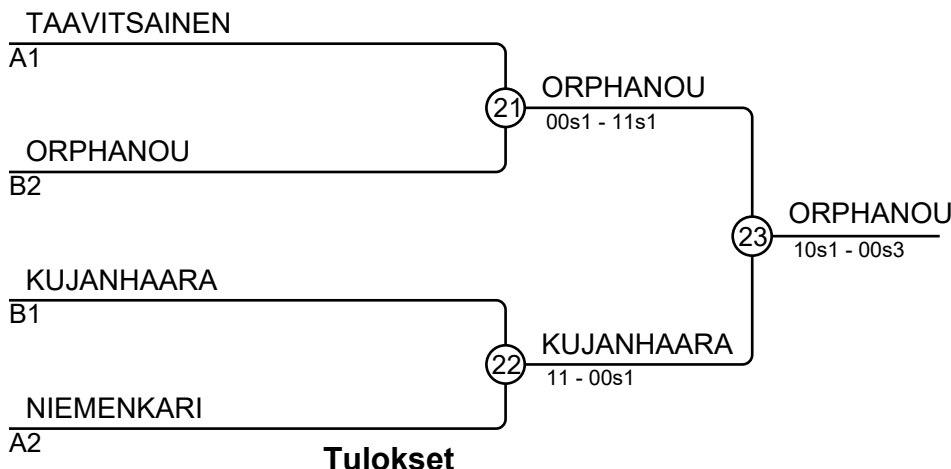 TAAVITSAINEN
A1
21
ORPHANOU
00s1 - 11s1
ORPHANOU
B2
23
ORPHANOU
10s1 - 00s3
KUJANHAARA
B1
22
KUJANHAARA
11 - 00s1
NIEMENKARI
A2
Tulokset